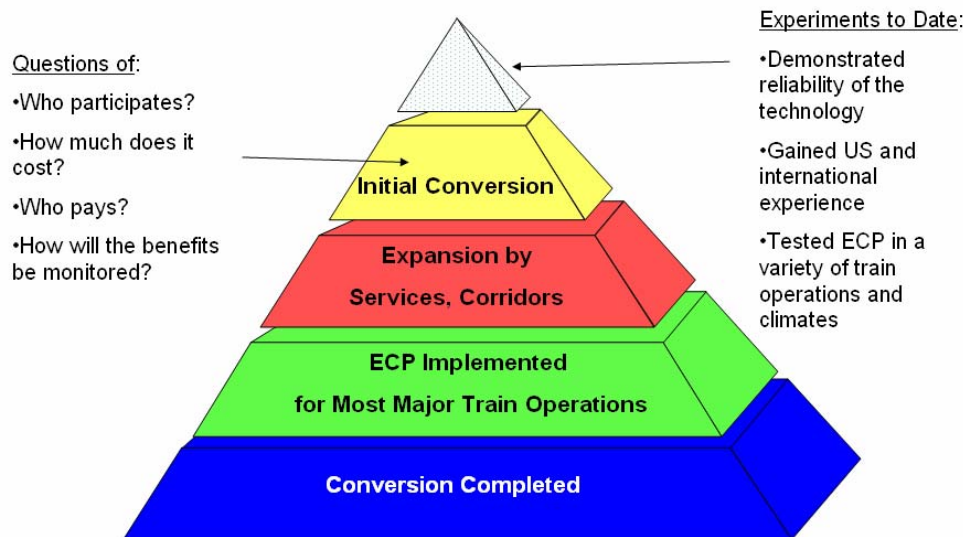 Questions of:
•Who participates?
•How much does it
cost?
•Who pays?
•How will the benefits
be monitored?
Experiments to Date:
•Demonstrated
reliability of the
technology
•Gained US and
international
experience
•Tested ECP in a
variety of train
operations and
climates
Initial Conversion
Expansion by
Services, Corridors
ECP Implemented
for Most Major Train Operations
Conversion Completed